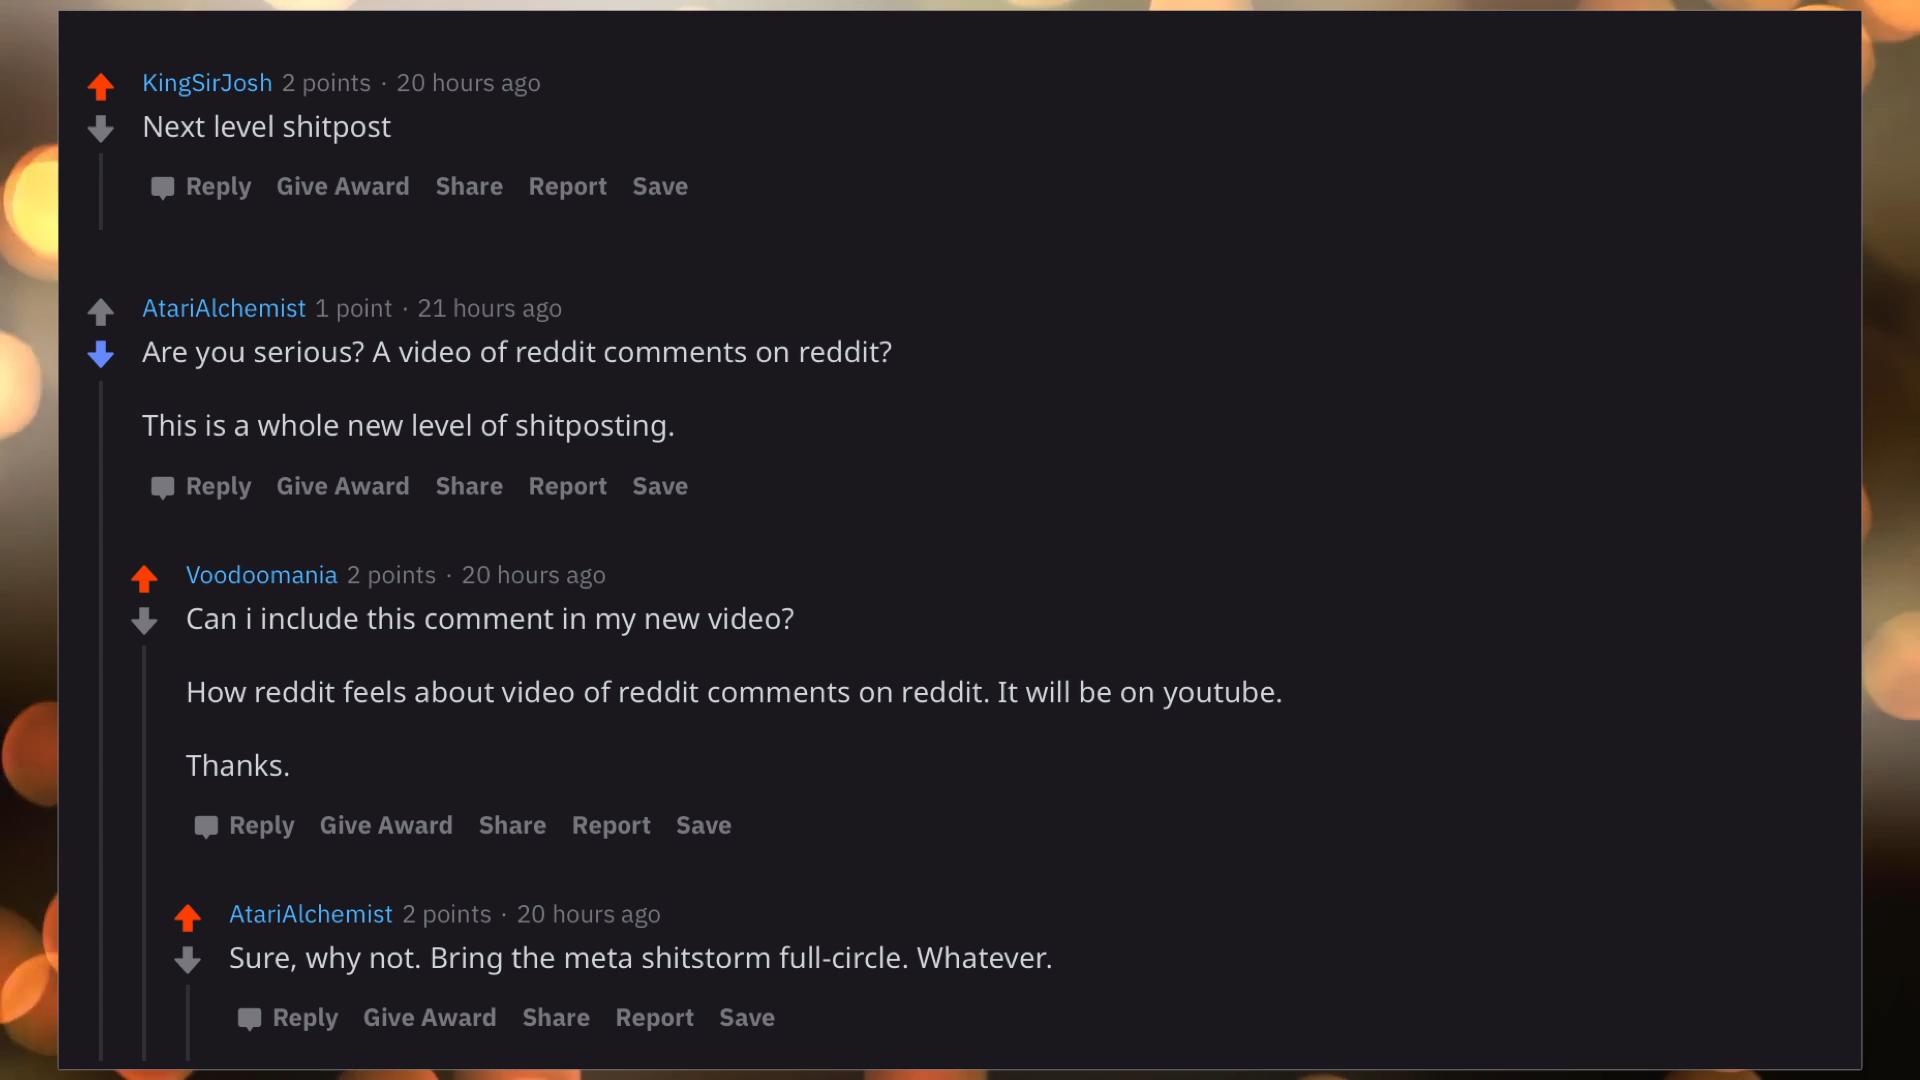 KingSirJosh 2 points · 20 hours ago
Next level shitpost
Reply Give Award Share Report Save
AtariAlchemist 1 point · 21 hours ago
Are you serious? A video of reddit comments on reddit?
This is a whole new level of shitposting.
Reply Give Award Share Report Save
Voodoomania 2 points · 20 hours ago
Can i include this comment in my new video?
How reddit feels about video of reddit comments on reddit. It will be on youtube.
Thanks.
Reply Give Award Share Report Save
AtariAlchemist 2 points · 20 hours ago
Sure, why not. Bring the meta shitstorm full-circle. Whatever.
Reply Give Award Share Report Save